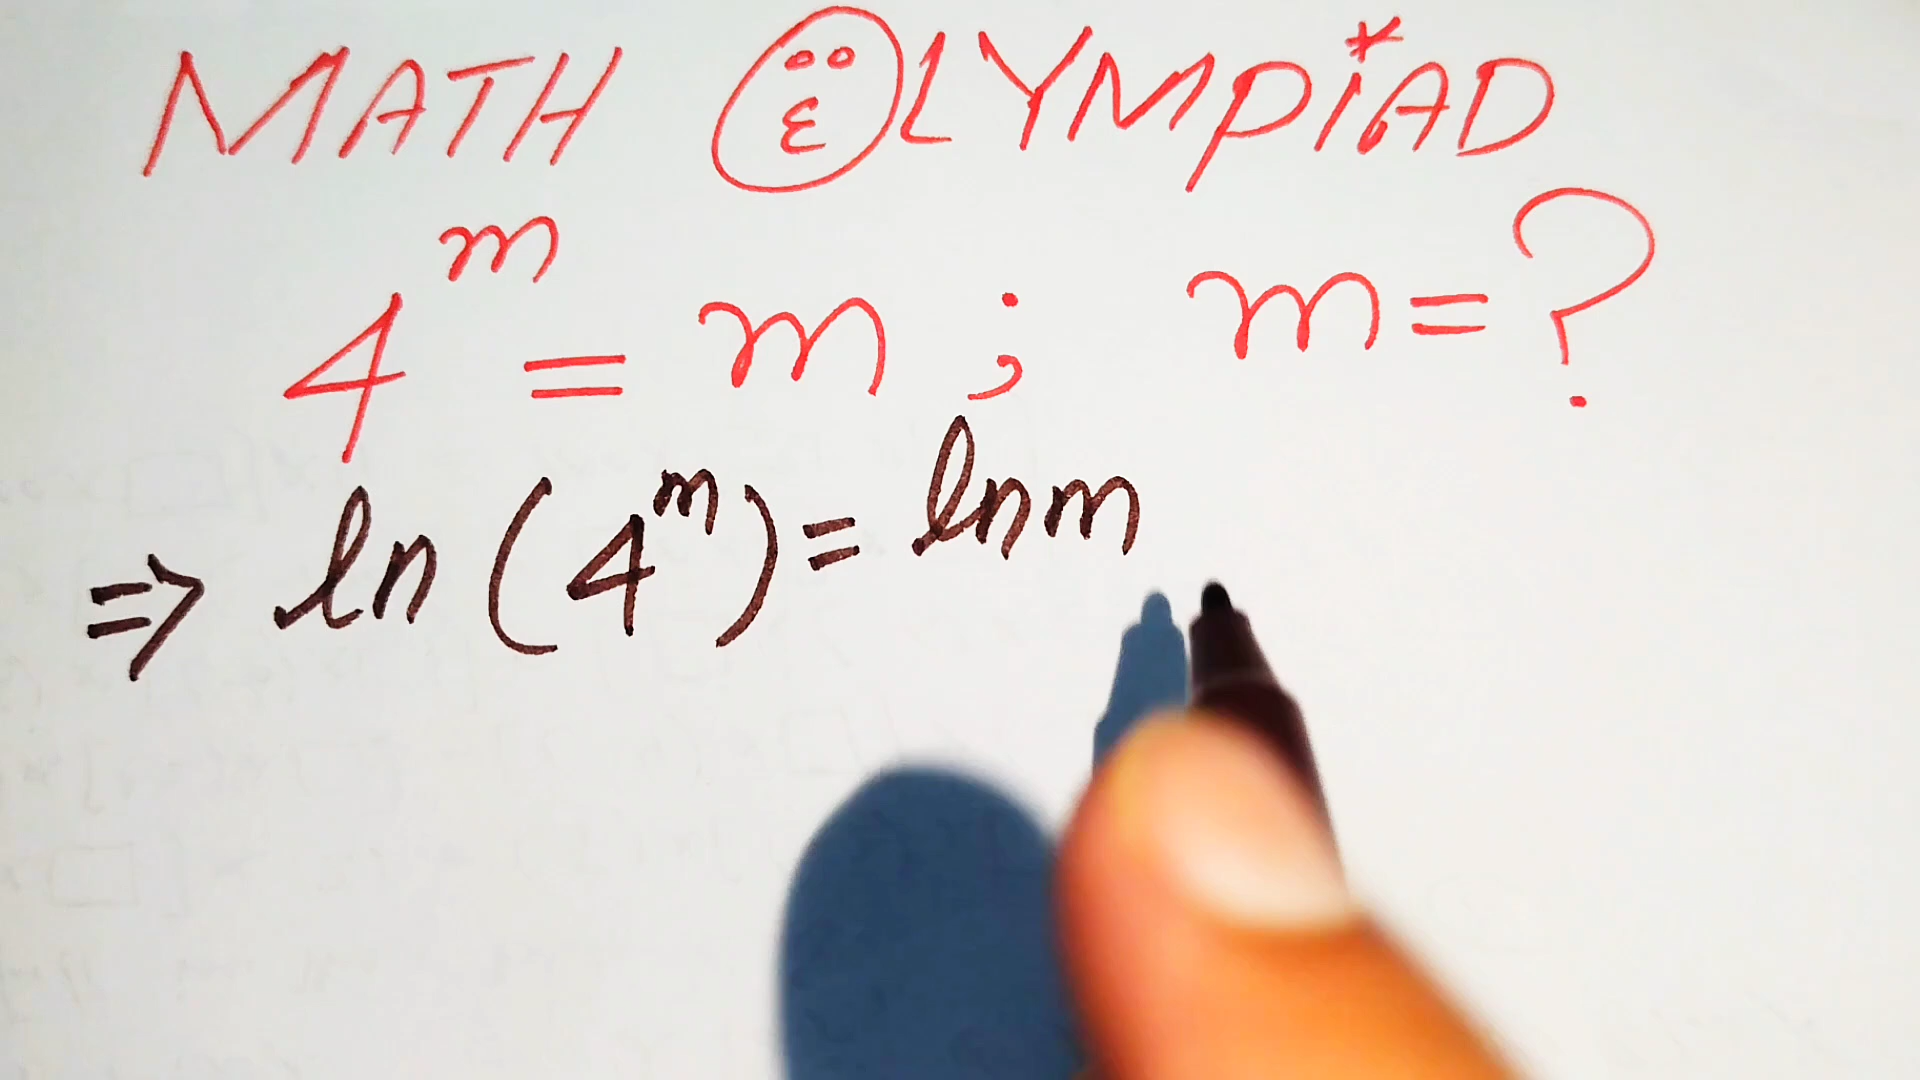 MATH OLYMPiAD
4^m = m ; m = ?
⇒ ln (4^m) = ln m